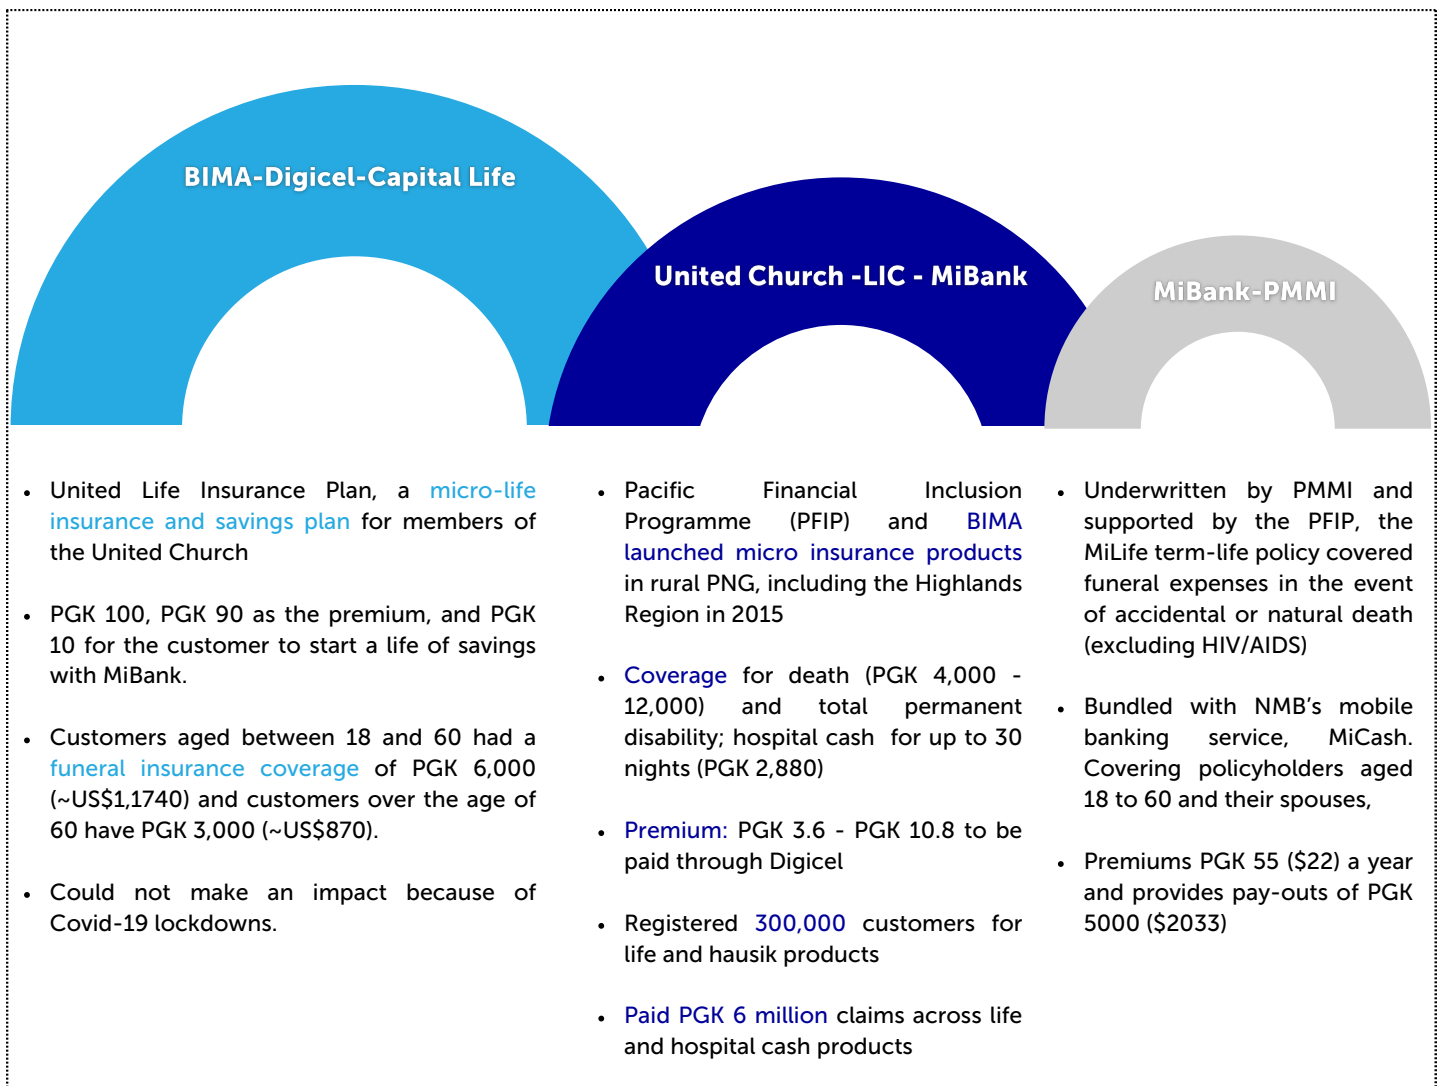 BIMA-Digicel-Capital Life
United Church -LIC - MiBank
MiBank-PMMI
• United Life Insurance Plan, a micro-life
insurance and savings plan for members of
the United Church
• PGK 100, PGK 90 as the premium, and PGK
10 for the customer to start a life of savings
with MiBank.
• Customers aged between 18 and 60 had a
funeral insurance coverage of PGK 6,000
(~US$1,1740) and customers over the age of
60 have PGK 3,000 (~US$870).
• Could not make an impact because of
Covid-19 lockdowns.
• Pacific Financial Inclusion
Programme (PFIP) and BIMA
launched micro insurance products
in rural PNG, including the Highlands
Region in 2015
• Coverage for death (PGK 4,000 -
12,000) and total permanent
disability; hospital cash for up to 30
nights (PGK 2,880)
• Premium: PGK 3.6 - PGK 10.8 to be
paid through Digicel
• Registered 300,000 customers for
life and hausik products
• Paid PGK 6 million claims across life
and hospital cash products
• Underwritten by PMMI and
supported by the PFIP, the
MiLife term-life policy covered
funeral expenses in the event
of accidental or natural death
(excluding HIV/AIDS)
• Bundled with NMB's mobile
banking service, MiCash.
Covering policyholders aged
18 to 60 and their spouses,
• Premiums PGK 55 ($22) a year
and provides pay-outs of PGK
5000 ($2033)